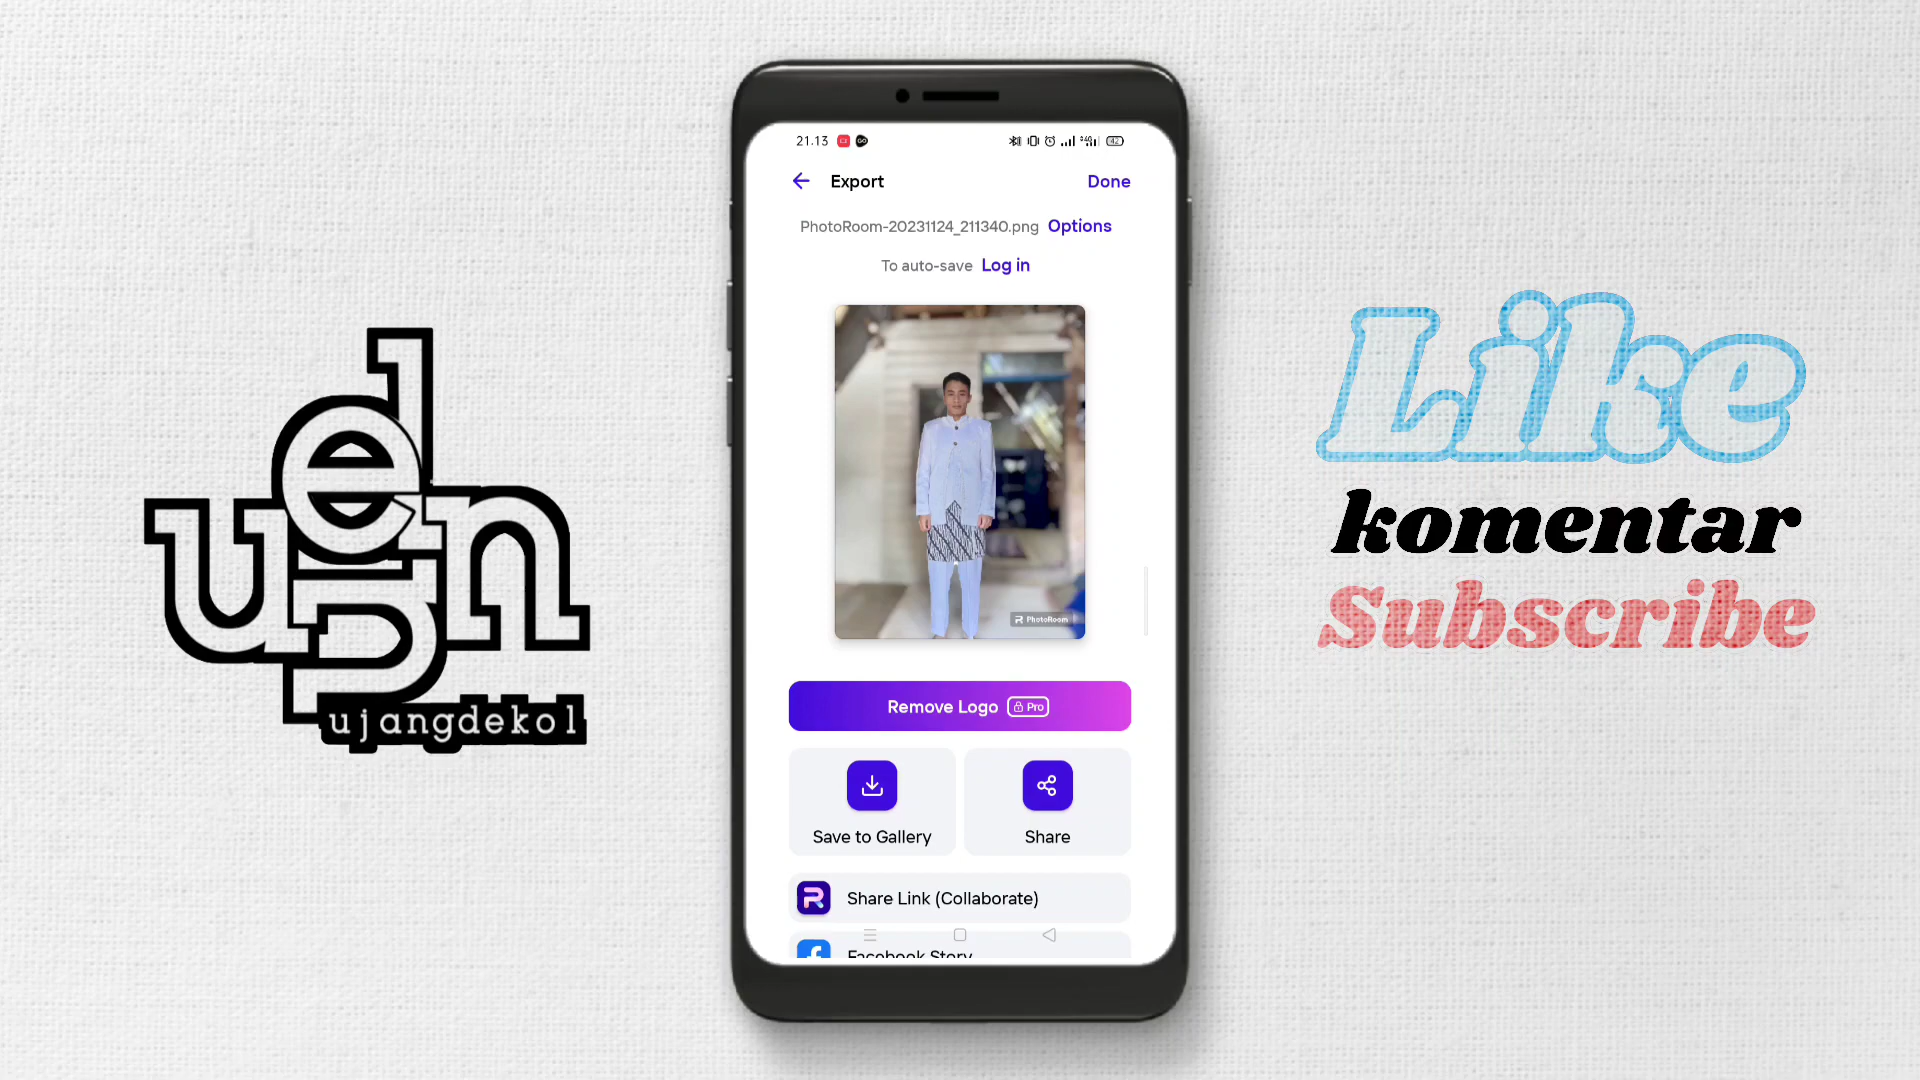 21.13
42
Export
Done
PhotoRoom-20231124_211340.png Options
To auto-save Log in
PhotoRoom
Remove Logo Pro
Save to Gallery
Share
Share Link (Collaborate)
Facebook Story
ujangdekol
Like
komentar
Subscribe